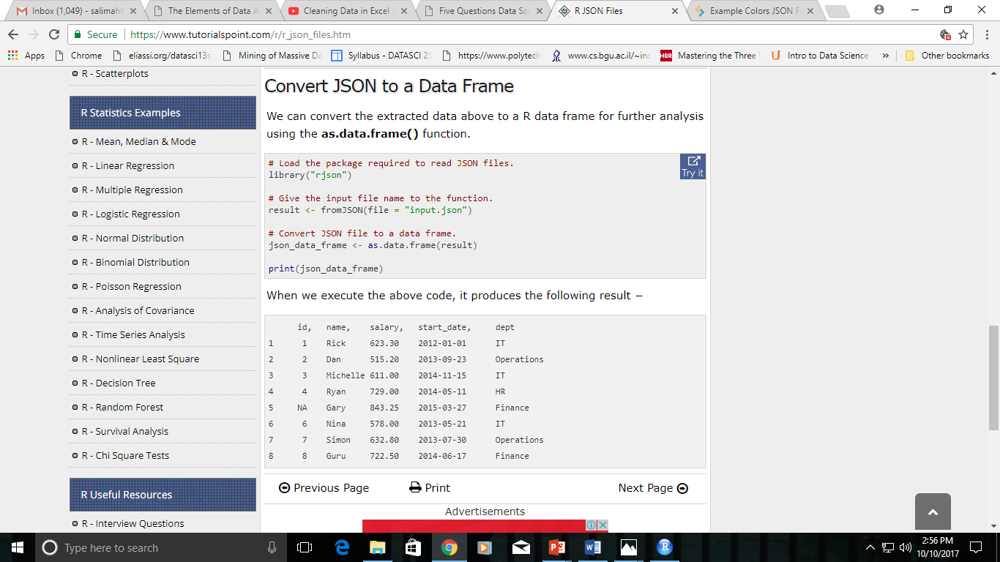 Inbox (1,049) - salimah
The Elements of Data A
Cleaning Data in Excel -
Five Questions Data Sc
R JSON Files
Example Colors JSON F
Secure
https://www.tutorialspoint.com/r/r_json_files.htm
Apps
Chrome
eliassi.org/datasci13s
Mining of Massive Da
Syllabus - DATASCI 25
https://www.polytech
www.cs.bgu.ac.il/~inc
HBR
Mastering the Three
Intro to Data Science
»
Other bookmarks
R - Scatterplots
R Statistics Examples
R - Mean, Median & Mode
R - Linear Regression
R - Multiple Regression
R - Logistic Regression
R - Normal Distribution
R - Binomial Distribution
R - Poisson Regression
R - Analysis of Covariance
R - Time Series Analysis
R - Nonlinear Least Square
R - Decision Tree
R - Random Forest
R - Survival Analysis
R - Chi Square Tests
R Useful Resources
R - Interview Questions
Convert JSON to a Data Frame
We can convert the extracted data above to a R data frame for further analysis
using the as.data.frame() function.
Try it
# Load the package required to read JSON files.
library("rjson")
# Give the input file name to the function.
result <- fromJSON(file = "input.json")
# Convert JSON file to a data frame.
json_data_frame <- as.data.frame(result)
print(json_data_frame)
When we execute the above code, it produces the following result −
id, name, salary, start_date, dept
1 1 Rick 623.30 2012-01-01 IT
2 2 Dan 515.20 2013-09-23 Operations
3 3 Michelle 611.00 2014-11-15 IT
4 4 Ryan 729.00 2014-05-11 HR
5 NA Gary 843.25 2015-03-27 Finance
6 6 Nina 578.00 2013-05-21 IT
7 7 Simon 632.80 2013-07-30 Operations
8 8 Guru 722.50 2014-06-17 Finance
Previous Page
Print
Next Page
Advertisements
Type here to search
2:56 PM
10/10/2017